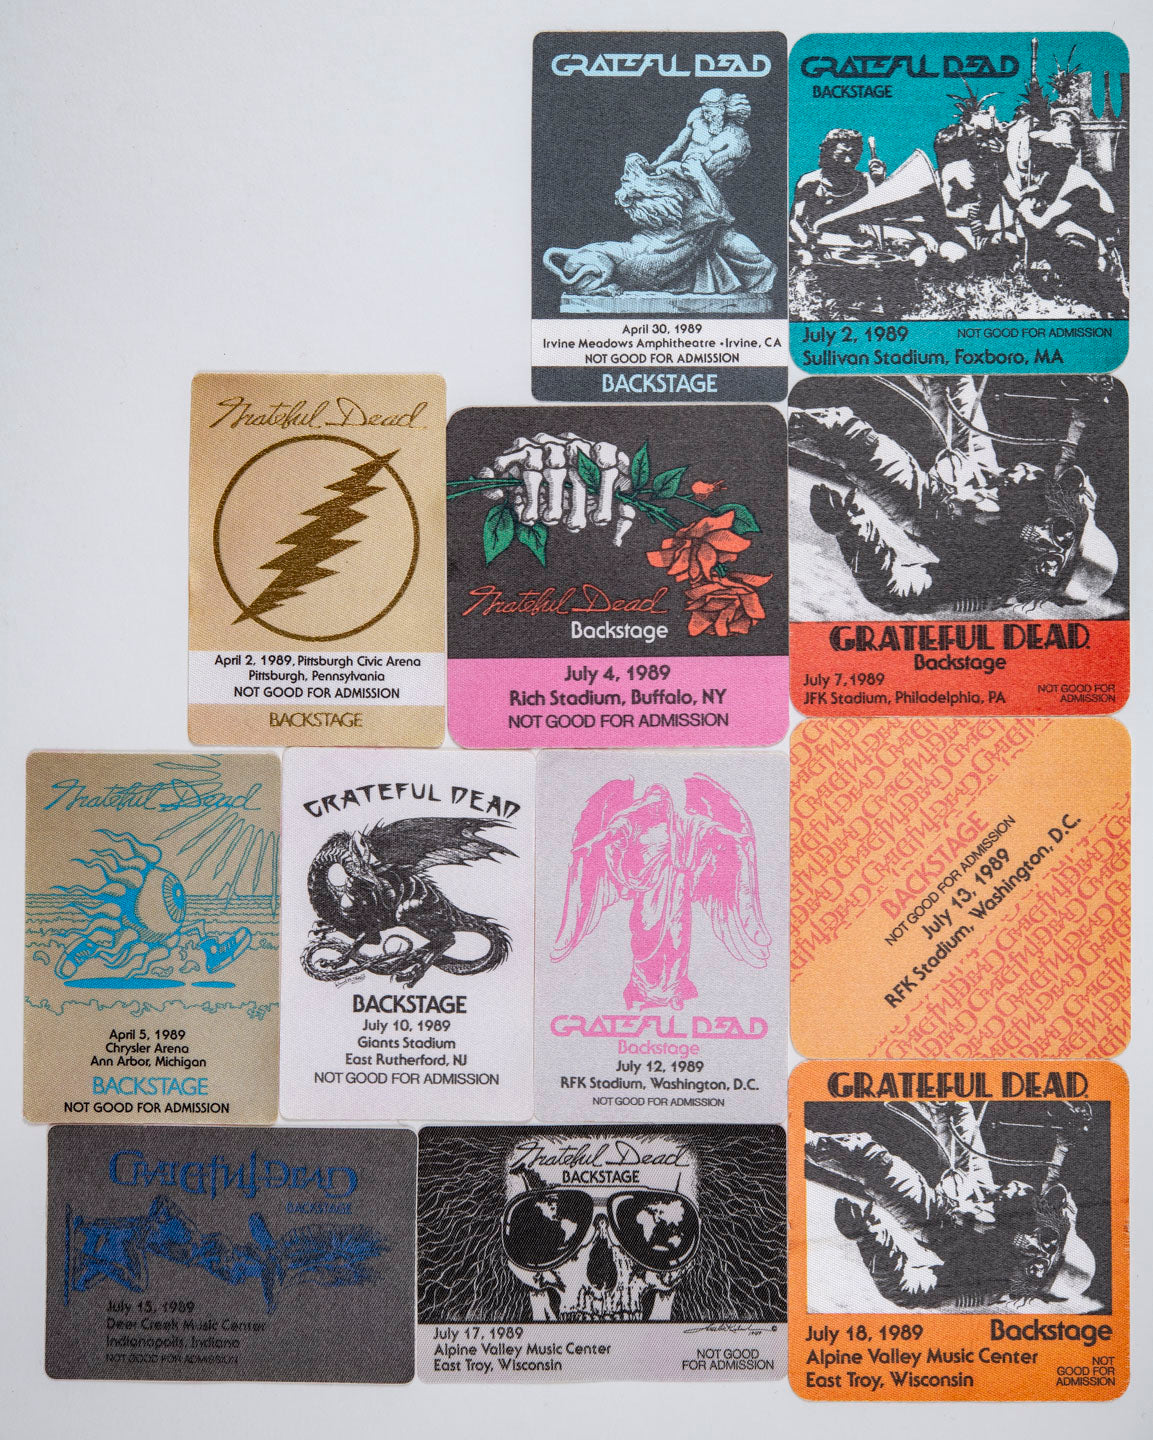 GRATEFUL DEAD
April 30, 1989
Irvine Meadows Amphitheatre • Irvine, CA
NOT GOOD FOR ADMISSION
BACKSTAGE
GRATEFUL DEAD
BACKSTAGE
July 2, 1989 NOT GOOD FOR ADMISSION
Sullivan Stadium, Foxboro, MA
Grateful Dead
April 2, 1989, Pittsburgh Civic Arena
Pittsburgh, Pennsylvania
NOT GOOD FOR ADMISSION
BACKSTAGE
Grateful Dead
Backstage
July 4, 1989
Rich Stadium, Buffalo, NY
NOT GOOD FOR ADMISSION
GRATEFUL DEAD
Backstage
July 7, 1989
JFK Stadium, Philadelphia, PA
NOT GOOD FOR
ADMISSION
Grateful Dead
April 5, 1989
Chrysler Arena
Ann Arbor, Michigan
BACKSTAGE
NOT GOOD FOR ADMISSION
GRATEFUL DEAD
BACKSTAGE
July 10, 1989
Giants Stadium
East Rutherford, NJ
NOT GOOD FOR ADMISSION
GRATEFUL DEAD
Backstage
July 12, 1989
RFK Stadium, Washington, D.C.
NOT GOOD FOR ADMISSION
BACKSTAGE
NOT GOOD FOR ADMISSION
July 13, 1989
RFK Stadium, Washington, D.C.
Grateful Dead
BACKSTAGE
July 15, 1989
Deer Creek Music Center
Indianapolis, Indiana
NOT GOOD FOR ADMISSION
Grateful Dead
BACKSTAGE
July 17, 1989
Alpine Valley Music Center
East Troy, Wisconsin
NOT GOOD
FOR ADMISSION
GRATEFUL DEAD
July 18, 1989 Backstage
Alpine Valley Music Center
East Troy, Wisconsin
NOT
GOOD FOR
ADMISSION